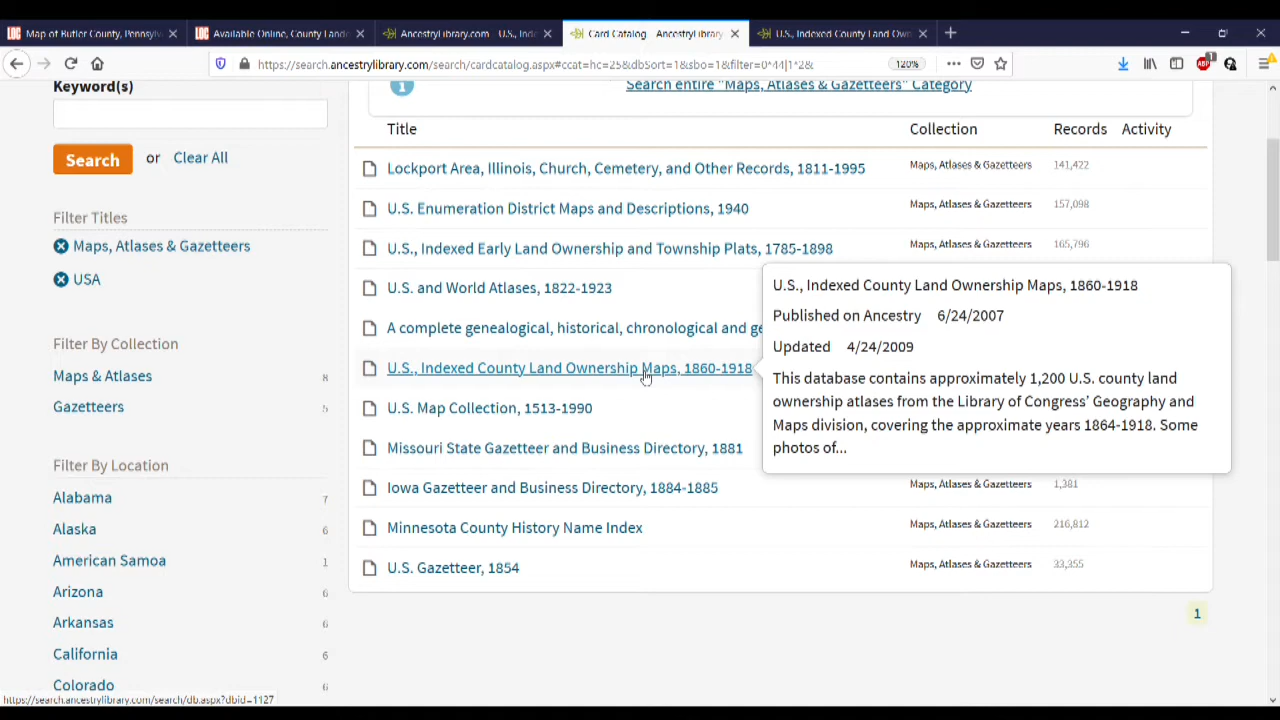 Map of Butler County, Pennsylv
Available Online, County Lande
AncestryLibrary.com - U.S., Inde
Card Catalog - AncestryLibrary
U.S., Indexed County Land Own
https://search.ancestrylibrary.com/search/cardcatalog.aspx#ccat=hc=25&dbSort=1&sbo=1&filter=0*44|1*2&
120%
Keyword(s)
Search or Clear All
Filter Titles
Maps, Atlases & Gazetteers
USA
Filter By Collection
Maps & Atlases 8
Gazetteers 5
Filter By Location
Alabama 7
Alaska 6
American Samoa 1
Arizona 6
Arkansas 6
California 6
Colorado 6
Search entire "Maps, Atlases & Gazetteers" Category
Title Collection Records Activity
Lockport Area, Illinois, Church, Cemetery, and Other Records, 1811-1995 Maps, Atlases & Gazetteers 141,422
U.S. Enumeration District Maps and Descriptions, 1940 Maps, Atlases & Gazetteers 157,098
U.S., Indexed Early Land Ownership and Township Plats, 1785-1898 Maps, Atlases & Gazetteers 165,796
U.S. and World Atlases, 1822-1923
A complete genealogical, historical, chronological and ge
U.S., Indexed County Land Ownership Maps, 1860-1918
U.S. Map Collection, 1513-1990
Missouri State Gazetteer and Business Directory, 1881
Iowa Gazetteer and Business Directory, 1884-1885 Maps, Atlases & Gazetteers 1,381
Minnesota County History Name Index Maps, Atlases & Gazetteers 216,812
U.S. Gazetteer, 1854 Maps, Atlases & Gazetteers 33,355
U.S., Indexed County Land Ownership Maps, 1860-1918
Published on Ancestry 6/24/2007
Updated 4/24/2009
This database contains approximately 1,200 U.S. county land
ownership atlases from the Library of Congress' Geography and
Maps division, covering the approximate years 1864-1918. Some
photos of...
1
https://search.ancestrylibrary.com/search/db.aspx?dbid=1127